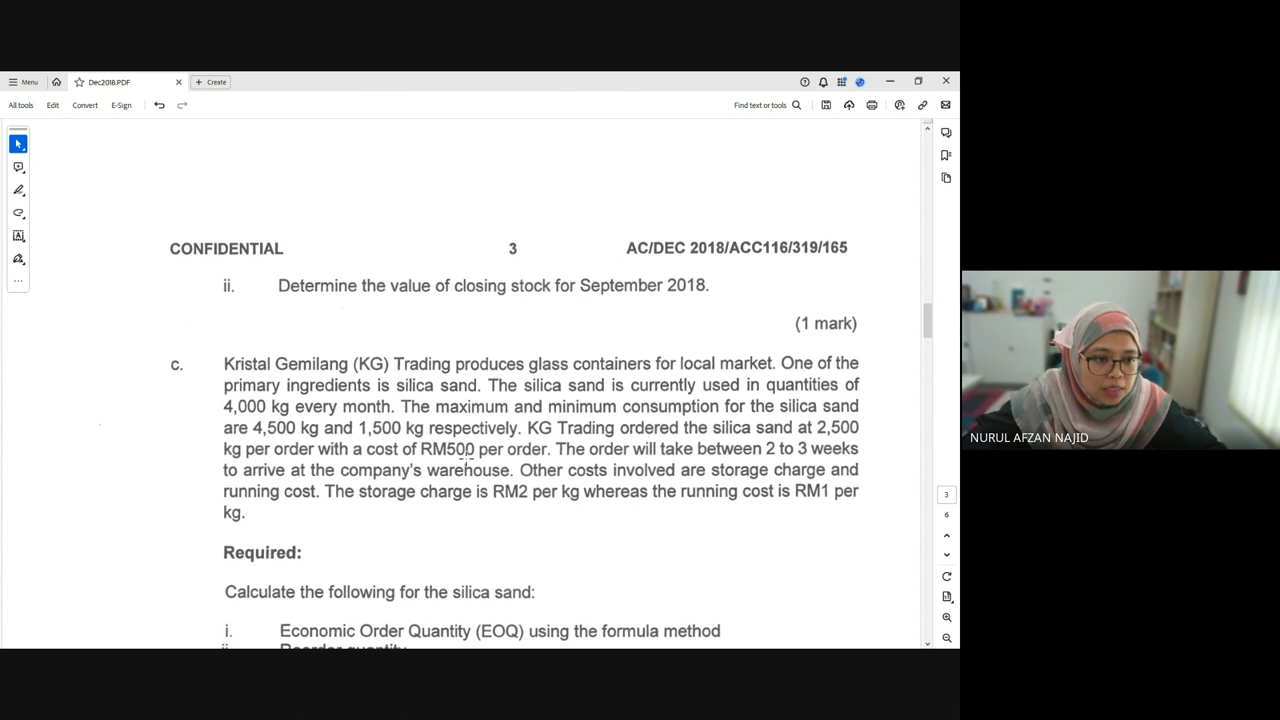 Menu
Dec2018.PDF
Create
All tools Edit Convert E-Sign
Find text or tools
CONFIDENTIAL 3 AC/DEC 2018/ACC116/319/165
ii. Determine the value of closing stock for September 2018.
(1 mark)
c. Kristal Gemilang (KG) Trading produces glass containers for local market. One of the
primary ingredients is silica sand. The silica sand is currently used in quantities of
4,000 kg every month. The maximum and minimum consumption for the silica sand
are 4,500 kg and 1,500 kg respectively. KG Trading ordered the silica sand at 2,500
kg per order with a cost of RM500 per order. The order will take between 2 to 3 weeks
to arrive at the company's warehouse. Other costs involved are storage charge and
running cost. The storage charge is RM2 per kg whereas the running cost is RM1 per
kg.
Required:
Calculate the following for the silica sand:
i. Economic Order Quantity (EOQ) using the formula method
ii. Reorder quantity
3
6
NURUL AFZAN NAJID